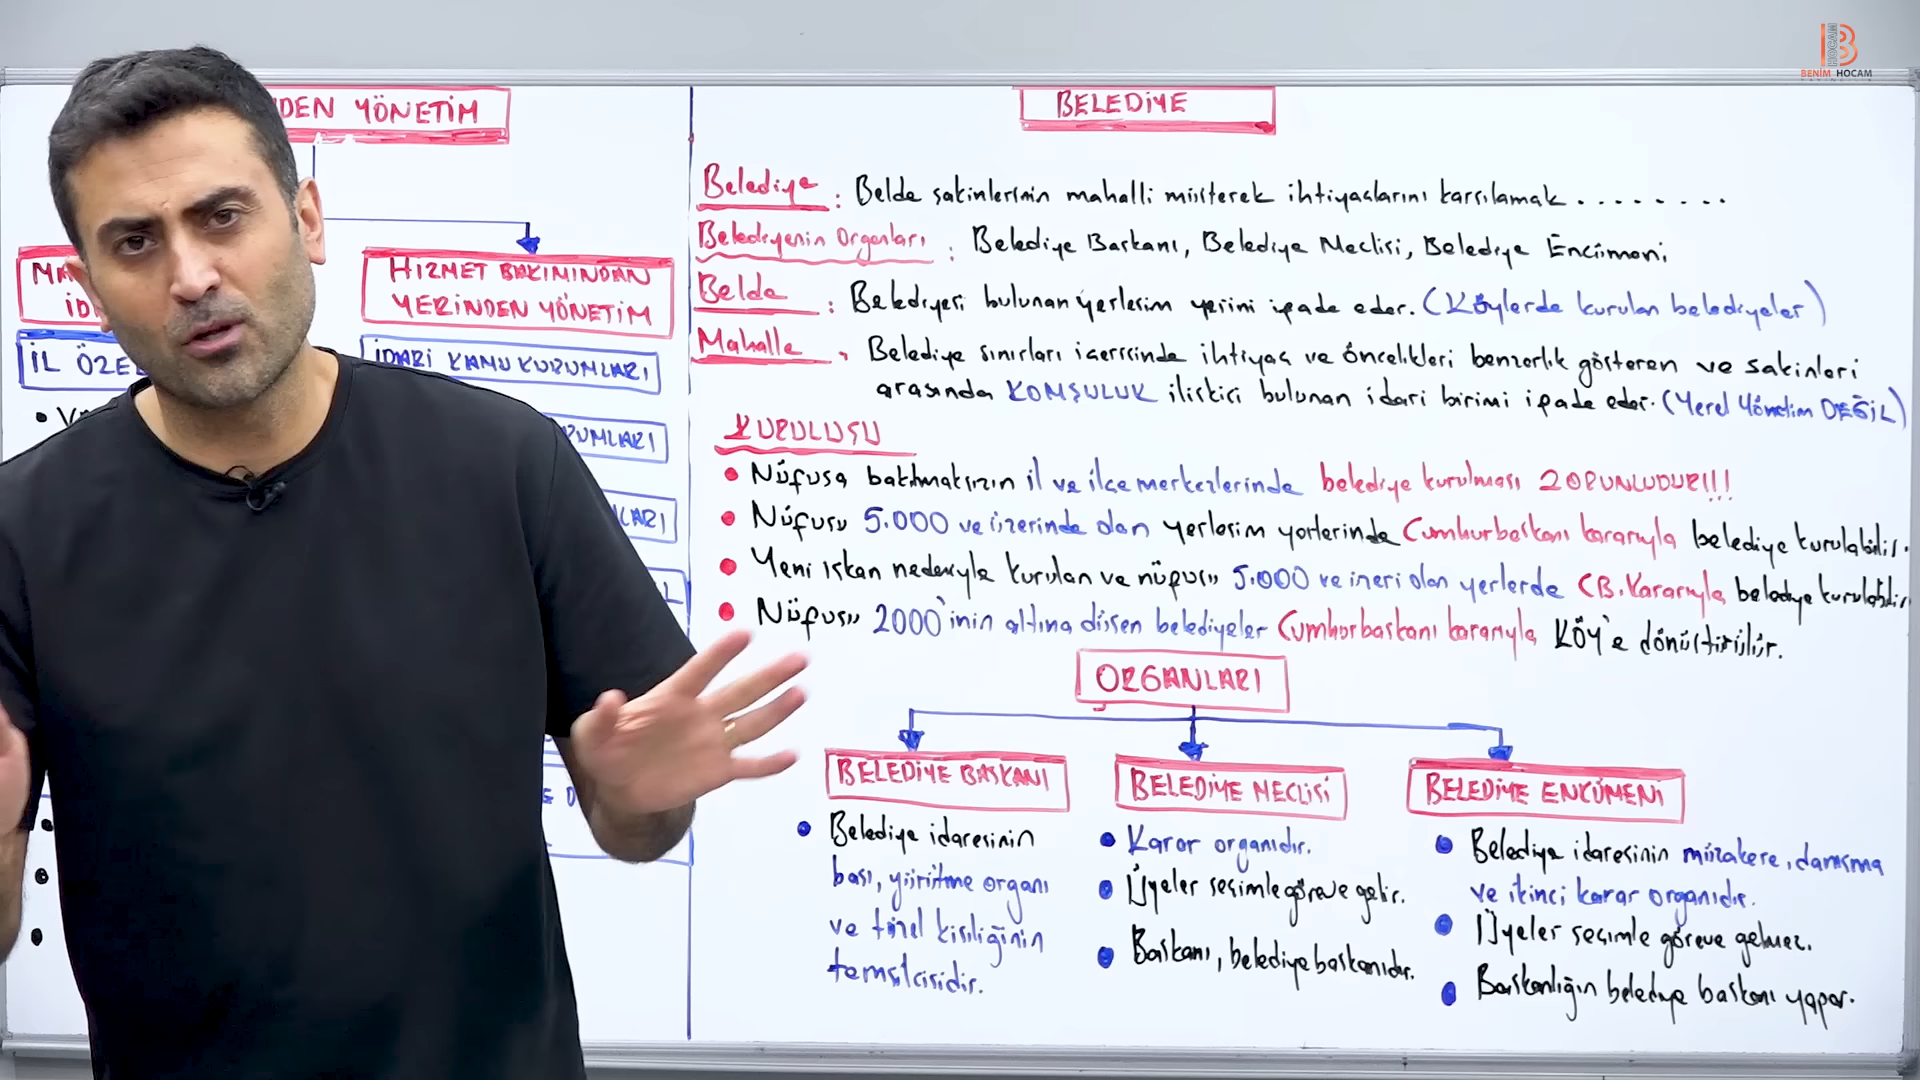 BENİM HOCAM
DEN YÖNETİM
HİZMET BAKIMINDAN
YERİNDEN YÖNETİM
İL ÖZEL
İDARİ KAMU KURUMLARI
BELEDİYE
Belediye : Belde sakinlerinin mahalli müşterek ihtiyaçlarını karşılamak ........
Belediyenin Organları : Belediye Başkanı, Belediye Meclisi, Belediye Encümeni
Belde : Belediyesi bulunan yerleşim yerini ifade eder. (Köylerde kurulan belediyeler)
Mahalle : Belediye sınırları içerisinde ihtiyaç ve öncelikleri benzerlik gösteren ve sakinleri
arasında KOMŞULUK ilişkisi bulunan idari birimi ifade eder. (Yerel Yönetim DEĞİL)
KURULUŞU
• Nüfusa bakılmaksızın il ve ilçe merkezlerinde belediye kurulması ZORUNLUDUR!!!
• Nüfusu 5.000 ve üzerinde olan yerleşim yerlerinde Cumhurbaşkanı kararıyla belediye kurulabilir.
• Yeni iskan nedeniyle kurulan ve nüfusu 5.000 ve üzeri olan yerlerde CB. Kararıyla belediye kurulabilir
• Nüfusu 2000'inin altına düşen belediyeler Cumhurbaşkanı kararıyla KÖY'e dönüştürülür.
ORGANLARI
BELEDİYE BAŞKANI
• Belediye idaresinin
başı, yürütme organı
ve tüzel kişiliğinin
temsilcisidir.
BELEDİYE MECLİSİ
• Karar organıdır.
• Üyeler seçimle göreve gelir.
• Başkanı, belediye başkanıdır.
BELEDİYE ENCÜMENİ
• Belediye idaresinin müzakere, danışma
ve ikinci karar organıdır.
• Üyeler seçimle göreve gelmez.
• Başkanlığın belediye başkanı yapar.